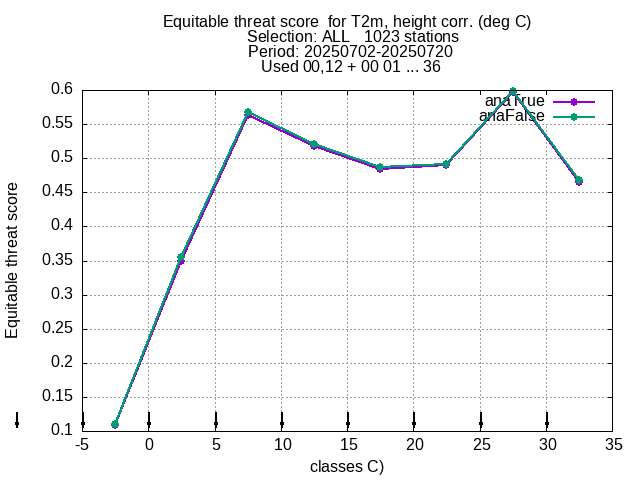 Equitable threat score  for T2m, height corr. (deg C)
Selection: ALL   1023 stations
Period: 20250702-20250720
Used 00,12 + 00 01 ... 36
anaTrue
anaFalse
Equitable threat score
0.6
0.55
0.5
0.45
0.4
0.35
0.3
0.25
0.2
0.15
0.1
-5 0 5 10 15 20 25 30 35
classes C)